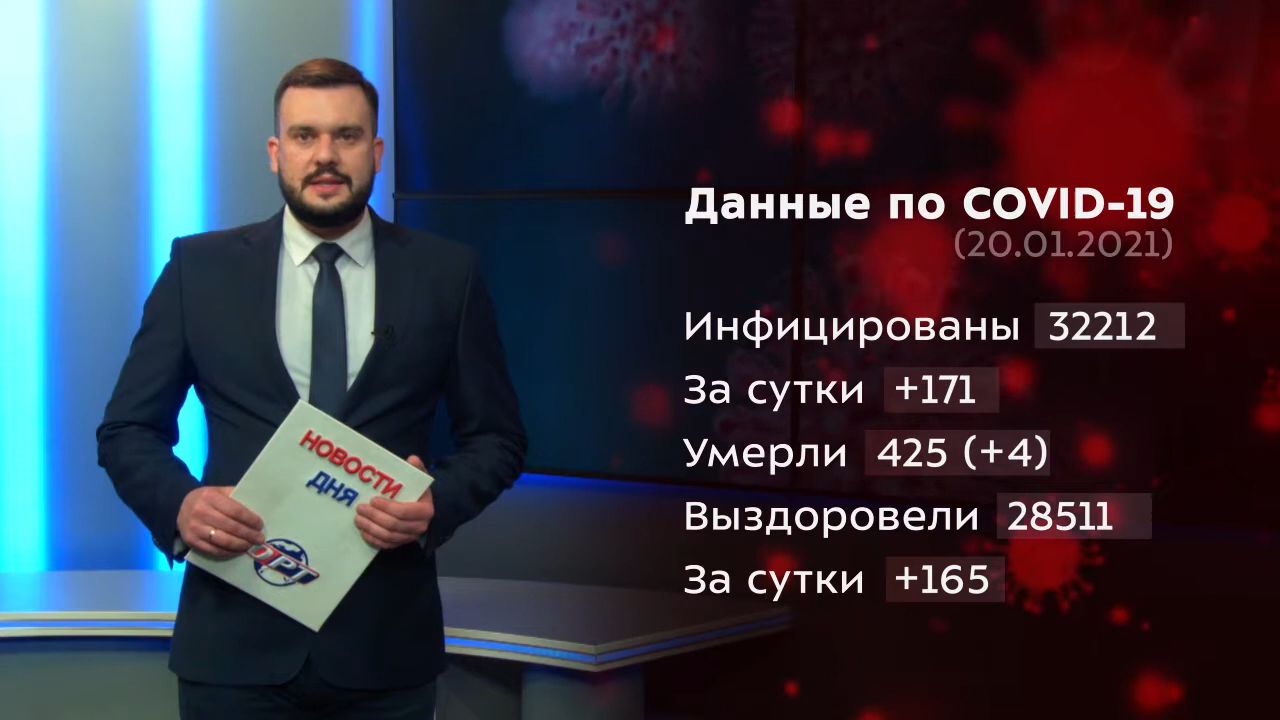 Данные по COVID-19
(20.01.2021)
Инфицированы 32212
За сутки +171
Умерли 425 (+4)
Выздоровели 28511
За сутки +165
НОВОСТИ
ДНЯ
ОРТ